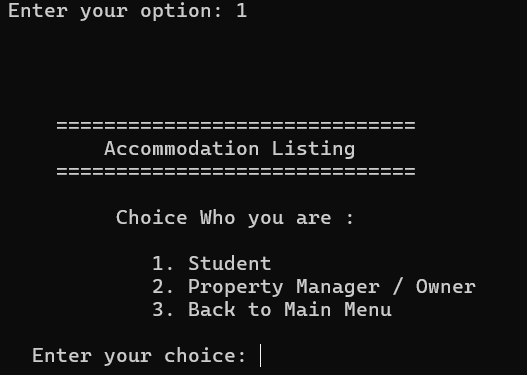 Enter your option: 1
==============================
Accommodation Listing
==============================
Choice Who you are :
1. Student
2. Property Manager / Owner
3. Back to Main Menu
Enter your choice: